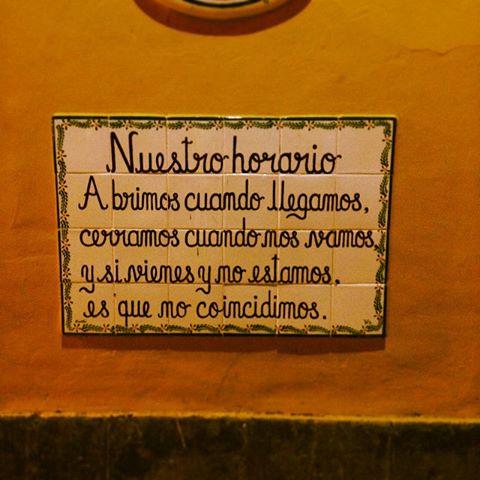 Nuestro horario
Abrimos cuando llegamos,
cerramos cuando nos vamos,
y si vienes y no estamos,
es que no coincidimos.